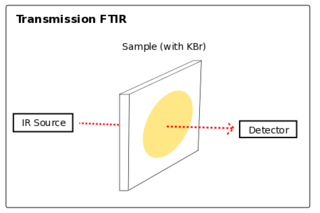 Transmission FTIR
Sample (with KBr)
IR Source
Detector